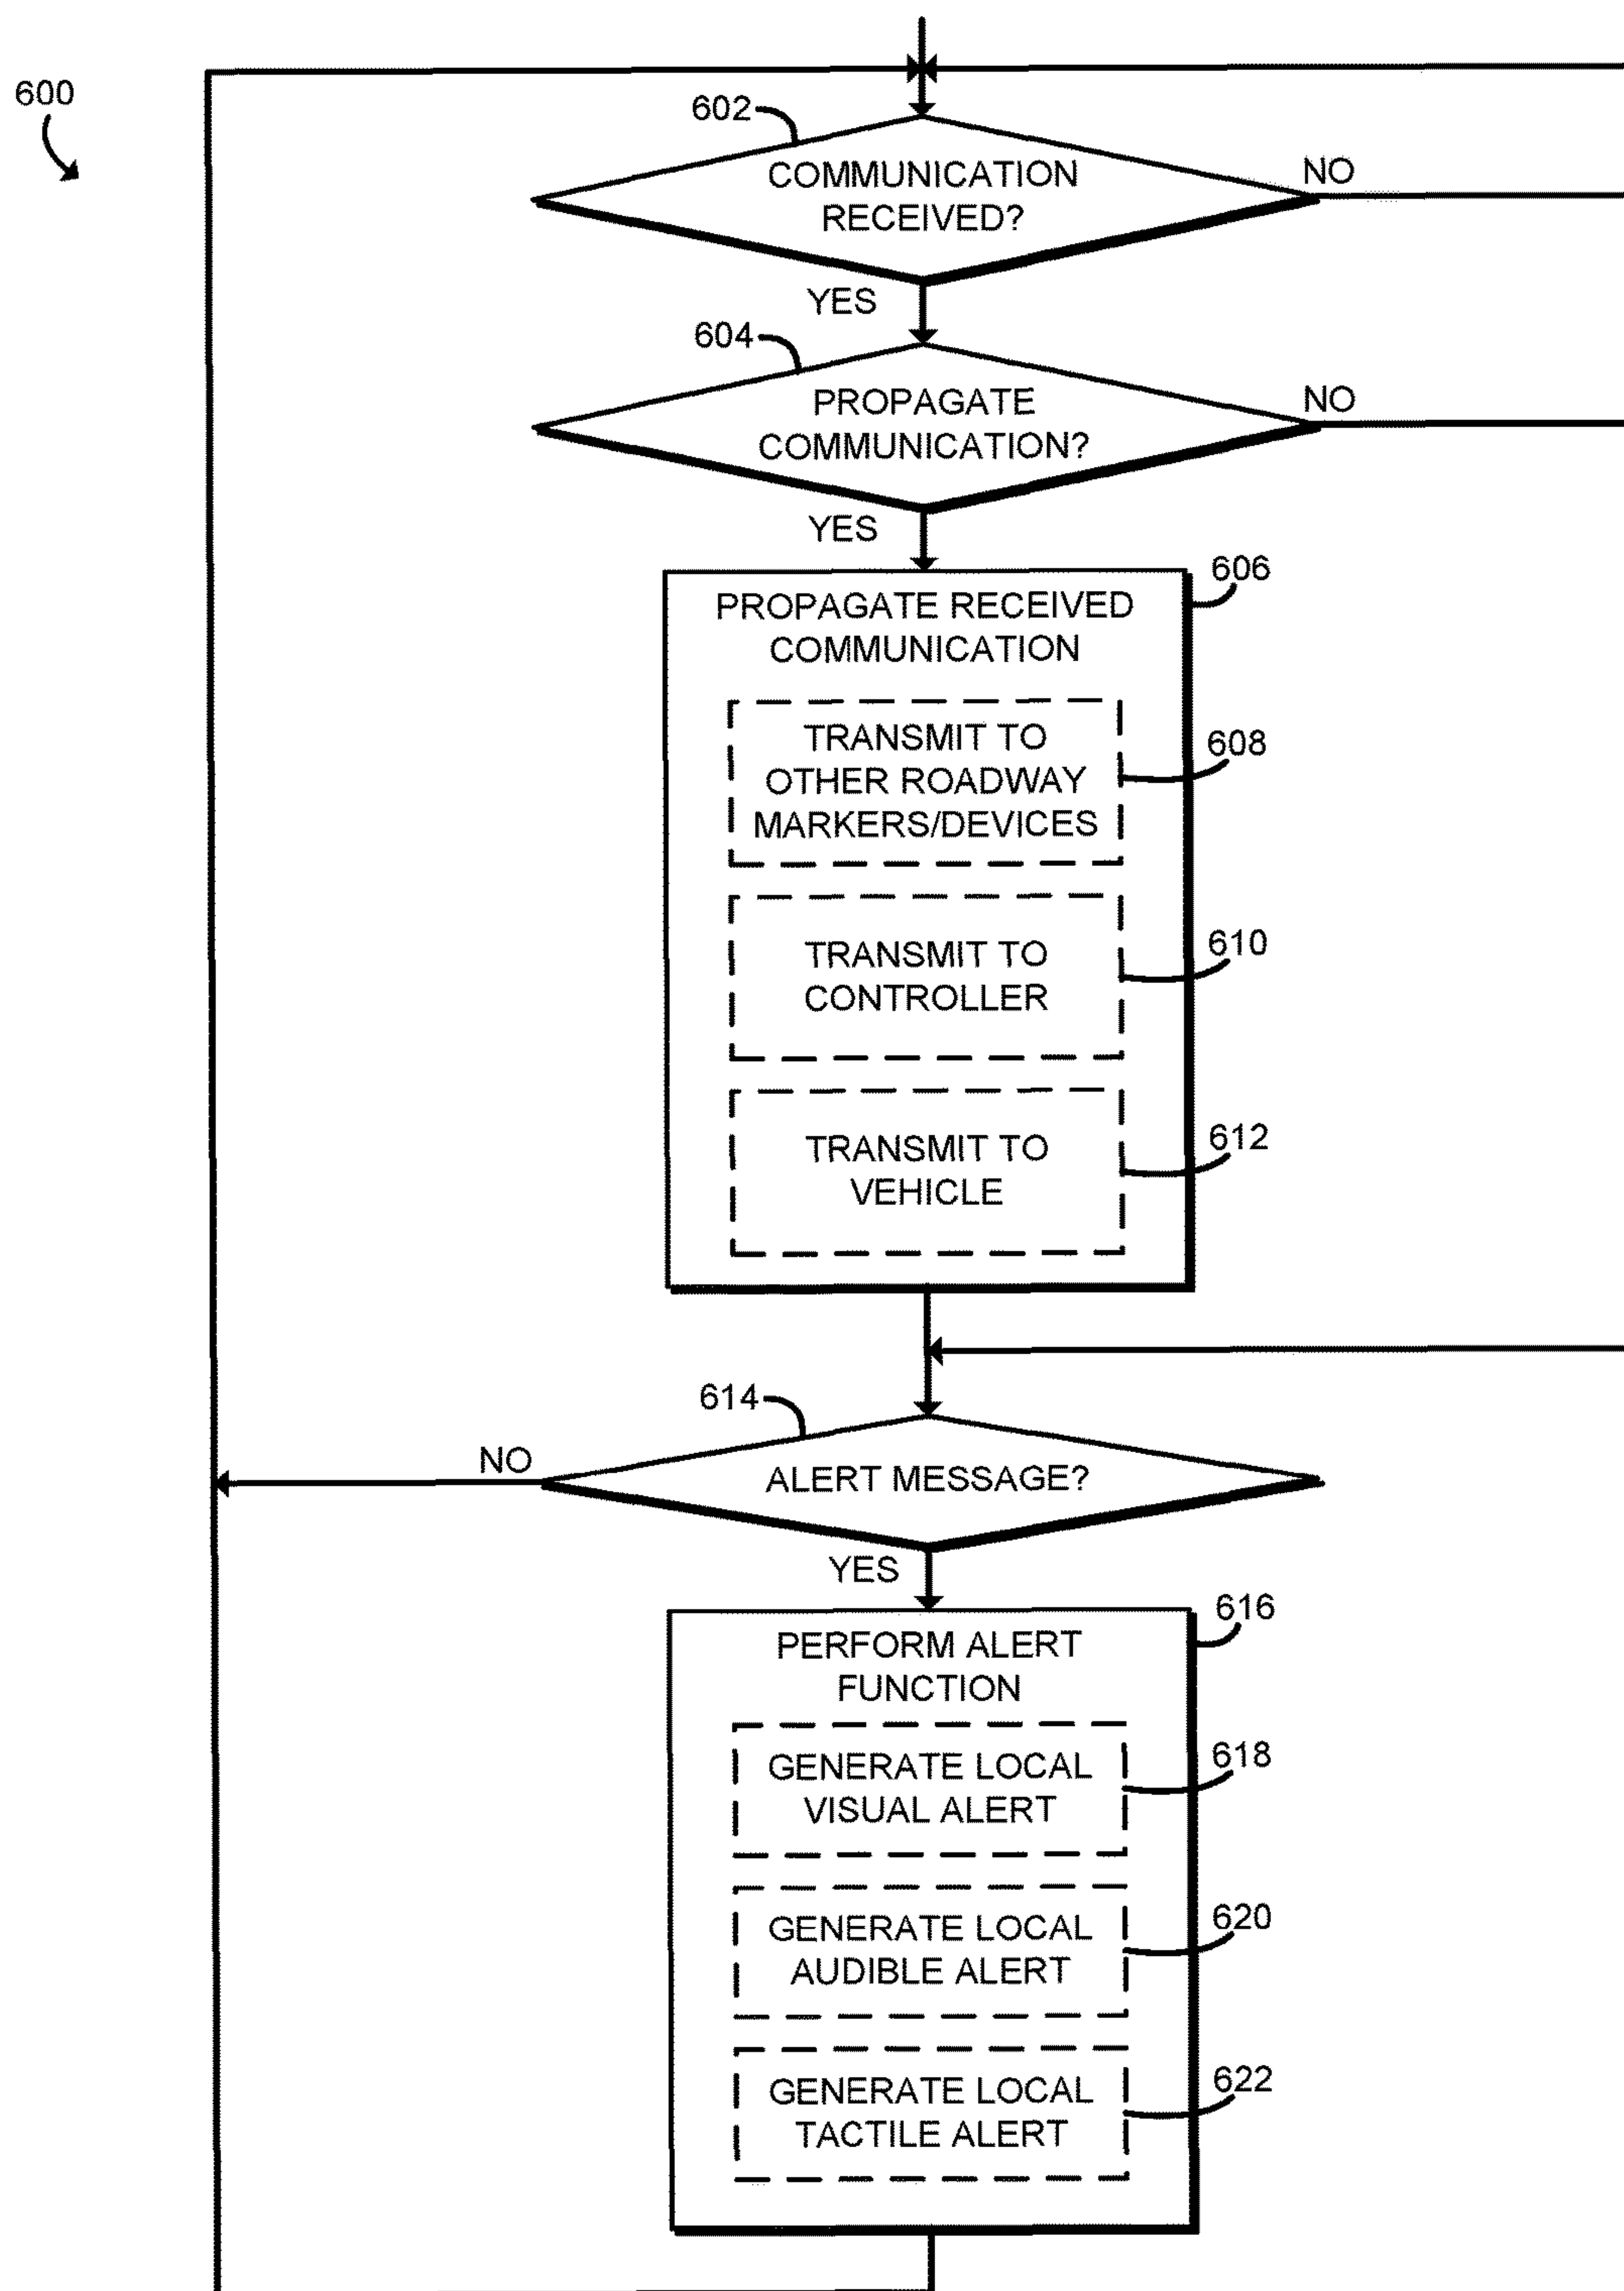 600
602
COMMUNICATION
RECEIVED?
NO
YES
604
PROPAGATE
COMMUNICATION?
NO
YES
606
PROPAGATE RECEIVED
COMMUNICATION
TRANSMIT TO
OTHER ROADWAY
MARKERS/DEVICES
608
TRANSMIT TO
CONTROLLER
610
TRANSMIT TO
VEHICLE
612
614
NO
ALERT MESSAGE?
YES
616
PERFORM ALERT
FUNCTION
GENERATE LOCAL
VISUAL ALERT
618
GENERATE LOCAL
AUDIBLE ALERT
620
GENERATE LOCAL
TACTILE ALERT
622